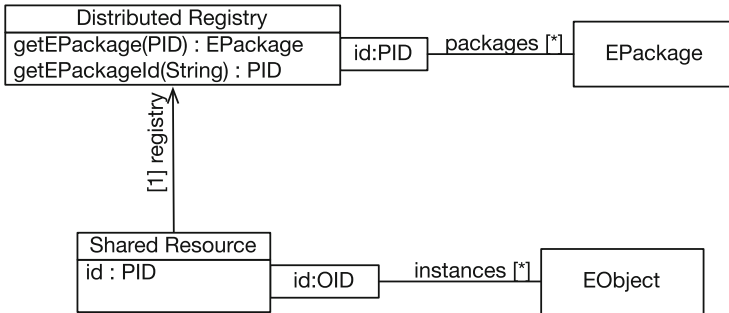 Distributed Registry
getEPackage(PID) : EPackage
getEPackageId(String) : PID
id:PID
packages [*]
EPackage
[1] registry
Shared Resource
id : PID
id:OID
instances [*]
EObject